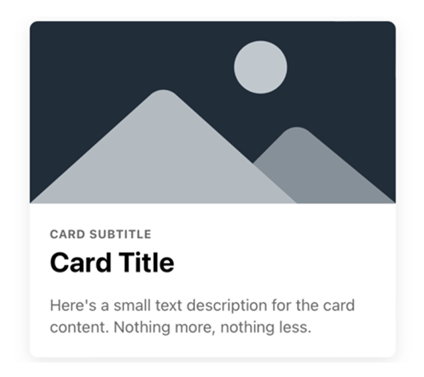 CARD SUBTITLE
Card Title
Here's a small text description for the card
content. Nothing more, nothing less.